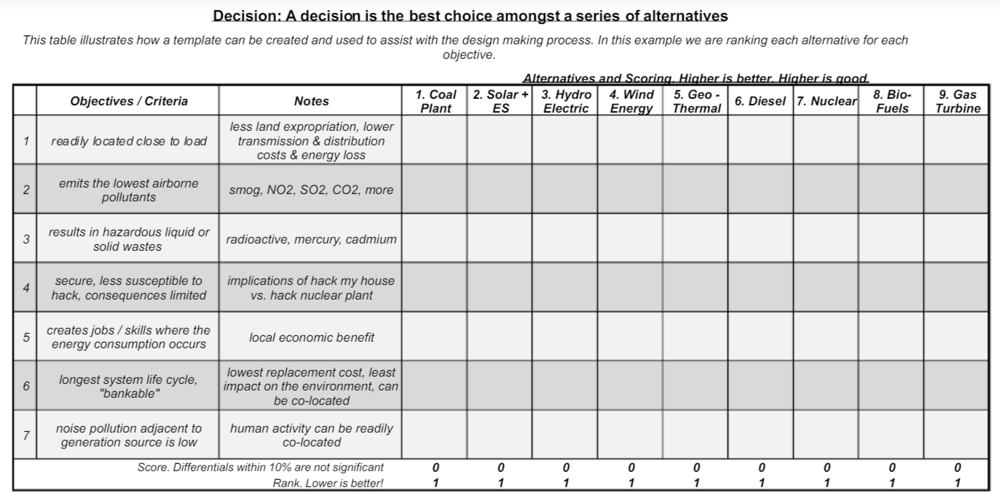 Decision: A decision is the best choice amongst a series of alternatives
This table illustrates how a template can be created and used to assist with the design making process. In this example we are ranking each alternative for each
objective.
Alternatives and Scoring. Higher is better. Higher is good.
Objectives / Criteria
Notes
1. Coal
Plant
2. Solar +
ES
3. Hydro
Electric
4. Wind
Energy
5. Geo -
Thermal
6. Diesel
7. Nuclear
8. Bio-
Fuels
9. Gas
Turbine
1
readily located close to load
less land expropriation, lower
transmission & distribution
costs & energy loss
2
emits the lowest airborne
pollutants
smog, NO2, SO2, CO2, more
3
results in hazardous liquid or
solid wastes
radioactive, mercury, cadmium
4
secure, less susceptible to
hack, consequences limited
implications of hack my house
vs. hack nuclear plant
5
creates jobs / skills where the
energy consumption occurs
local economic benefit
6
longest system life cycle,
"bankable"
lowest replacement cost, least
impact on the environment, can
be co-located
7
noise pollution adjacent to
generation source is low
human activity can be readily
co-located
Score. Differentials within 10% are not significant 0 0 0 0 0 0 0 0 0
Rank. Lower is better! 1 1 1 1 1 1 1 1 1